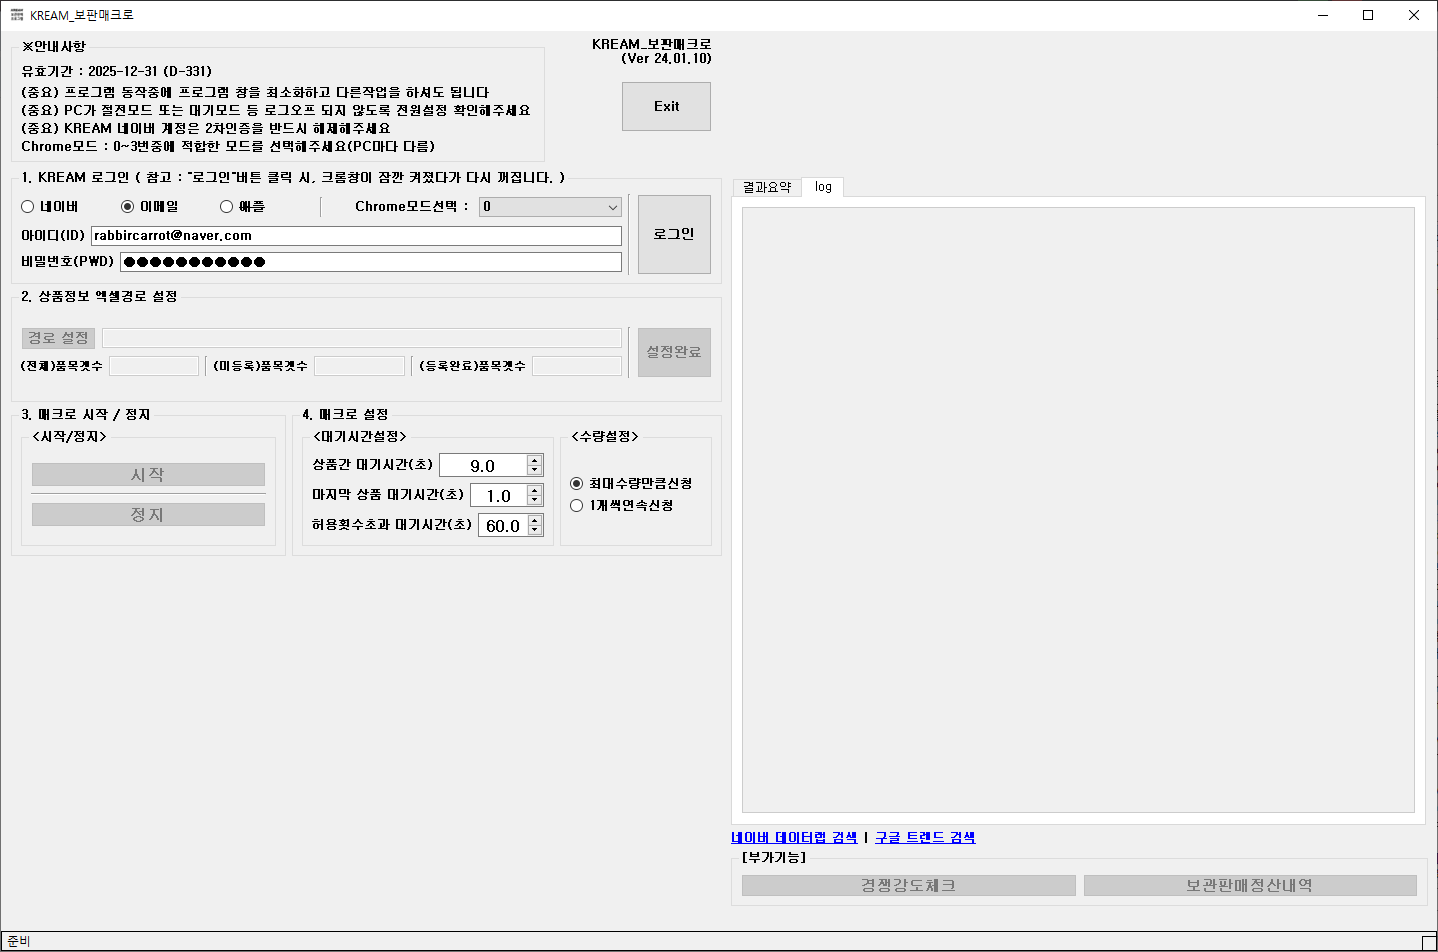 KREAM_보판매크로
※안내사항
유효기간 : 2025-12-31 (D-331)
(중요) 프로그램 동작중에 프로그램 창을 최소화하고 다른작업을 하셔도 됩니다
(중요) PC가 절전모드 또는 대기모드 등 로그오프 되지 않도록 전원설정 확인해주세요
(중요) KREAM 네이버 계정은 2차인증을 반드시 해제해주세요
Chrome모드 : 0~3번중에 적합한 모드를 선택해주세요(PC마다 다름)
KREAM_보판매크로
(Ver 24.01.10)
Exit
1. KREAM 로그인 ( 참고 : "로그인"버튼 클릭 시, 크롬창이 잠깐 켜졌다가 다시 꺼집니다. )
네이버 이메일 애플 Chrome모드선택 : 0
아이디(ID) rabbircarrot@naver.com
비밀번호(PWD) ●●●●●●●●●●●
로그인
2. 상품정보 엑셀경로 설정
경로 설정
(전체)품목갯수 (미등록)품목갯수 (등록완료)품목갯수
설정완료
3. 매크로 시작 / 정지
<시작/정지>
시작
정지
4. 매크로 설정
<대기시간설정>
상품간 대기시간(초) 9.0
마지막 상품 대기시간(초) 1.0
허용횟수초과 대기시간(초) 60.0
<수량설정>
최대수량만큼신청
1개씩연속신청
결과요약 log
네이버 데이터랩 검색 | 구글 트렌드 검색
[부가기능]
경쟁강도체크 보관판매정산내역
준비